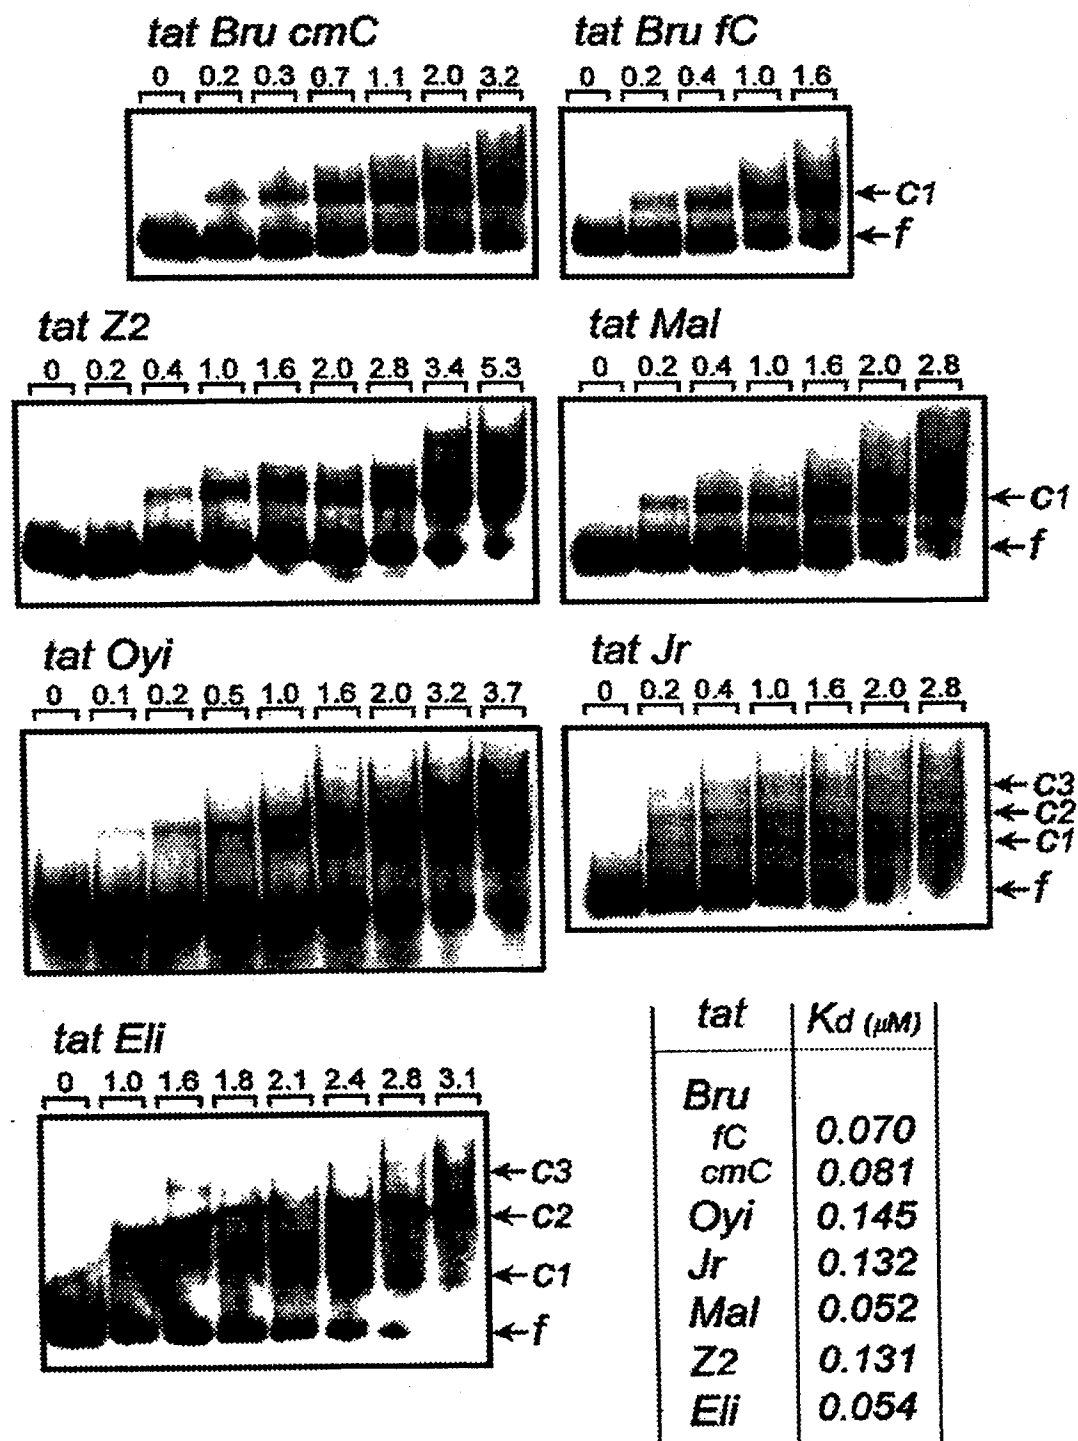 tat Bru cmC
0 0.2 0.3 0.7 1.1 2.0 3.2
tat Bru fC
0 0.2 0.4 1.0 1.6
C1
f
tat Z2
0 0.2 0.4 1.0 1.6 2.0 2.8 3.4 5.3
tat Mal
0 0.2 0.4 1.0 1.6 2.0 2.8
C1
f
tat Oyi
0 0.1 0.2 0.5 1.0 1.6 2.0 3.2 3.7
tat Jr
0 0.2 0.4 1.0 1.6 2.0 2.8
C3
C2
C1
f
tat Eli
0 1.0 1.6 1.8 2.1 2.4 2.8 3.1
C3
C2
C1
f
tat Kd (μM)
Bru
fC 0.070
cmC 0.081
Oyi 0.145
Jr 0.132
Mal 0.052
Z2 0.131
Eli 0.054